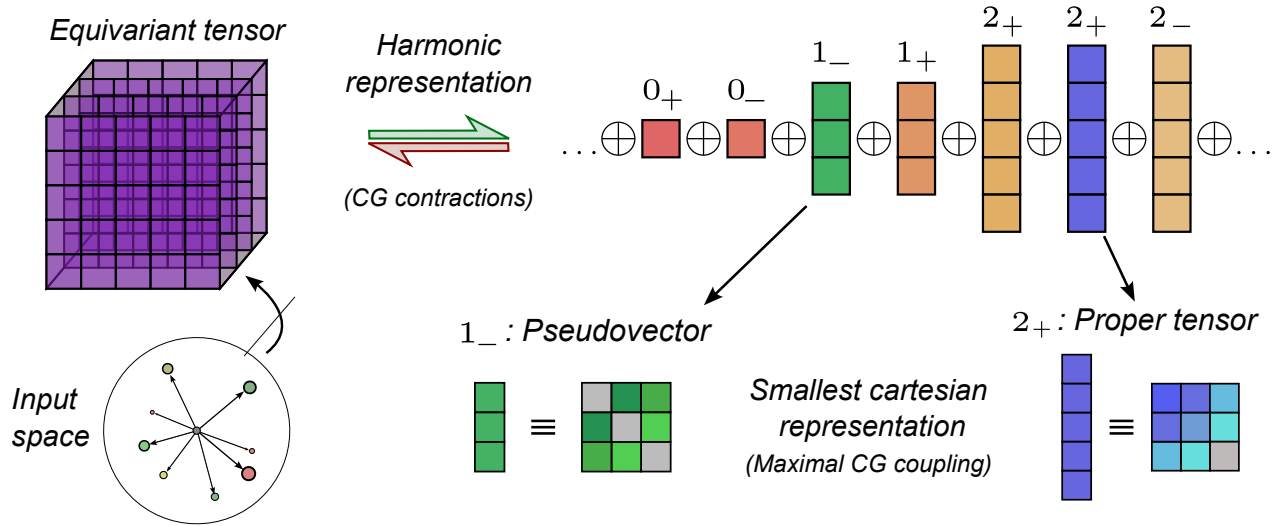 Equivariant tensor
Harmonic
representation
(CG contractions)
0₊ 0₋ 1₋ 1₊ 2₊ 2₊ 2₋
... ⊕ ⊕ ⊕ ⊕ ⊕ ⊕ ⊕ ⊕ ...
Input
space
1₋ : Pseudovector
≡
Smallest cartesian
representation
(Maximal CG coupling)
2₊ : Proper tensor
≡